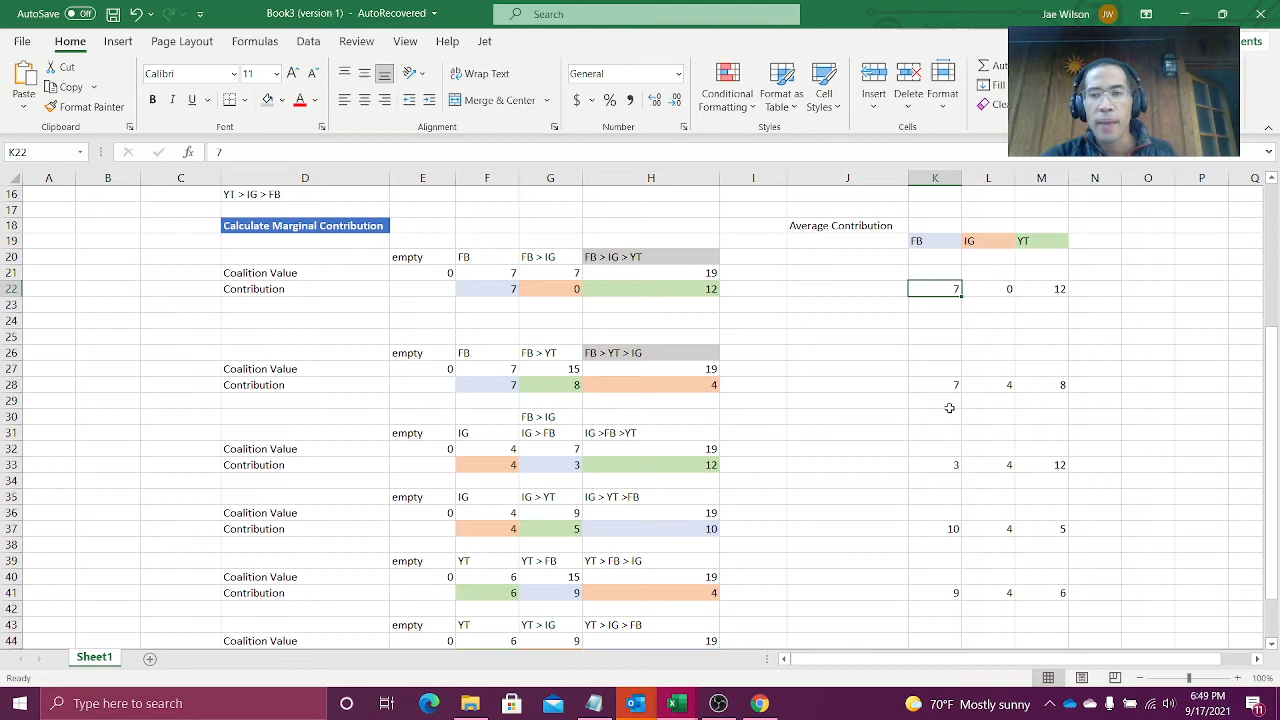 AutoSave Off Book3 (version 1) - AutoRecovered Search Jae Wilson JW
File Home Insert Page Layout Formulas Data Review View Help Jet
Paste Cut Copy Format Painter Clipboard
Calibri 11 B I U Font
Wrap Text Merge & Center Alignment
General $ % Number
Conditional Formatting Format as Table Cell Styles Styles
Insert Delete Format Cells
K22 fx 7
A B C D E F G H I J K L M N O P Q
16 YT > IG > FB
17
18 Calculate Marginal Contribution Average Contribution
19 FB IG YT
20 empty FB FB > IG FB > IG > YT
21 Coalition Value 0 7 7 19
22 Contribution 7 0 12 7 0 12
23
24
25
26 empty FB FB > YT FB > YT > IG
27 Coalition Value 0 7 15 19
28 Contribution 7 8 4 7 4 8
29
30 FB > IG
31 empty IG IG > FB IG >FB >YT
32 Coalition Value 0 4 7 19
33 Contribution 4 3 12 3 4 12
34
35 empty IG IG > YT IG > YT >FB
36 Coalition Value 0 4 9 19
37 Contribution 4 5 10 10 4 5
38
39 empty YT YT > FB YT > FB > IG
40 Coalition Value 0 6 15 19
41 Contribution 6 9 4 9 4 6
42
43 empty YT YT > IG YT > IG > FB
44 Coalition Value 0 6 9 19
Sheet1
Ready 100%
Type here to search 70°F Mostly sunny 6:49 PM
9/17/2021